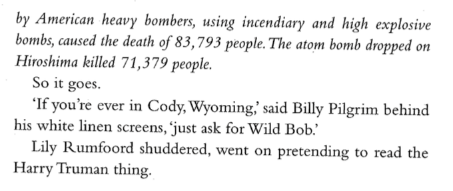 by American heavy bombers, using incendiary and high explosive
bombs, caused the death of 83,793 people. The atom bomb dropped on
Hiroshima killed 71,379 people.
So it goes.
‘If you’re ever in Cody, Wyoming,’ said Billy Pilgrim behind
his white linen screens, ‘just ask for Wild Bob.’
Lily Rumfoord shuddered, went on pretending to read the
Harry Truman thing.